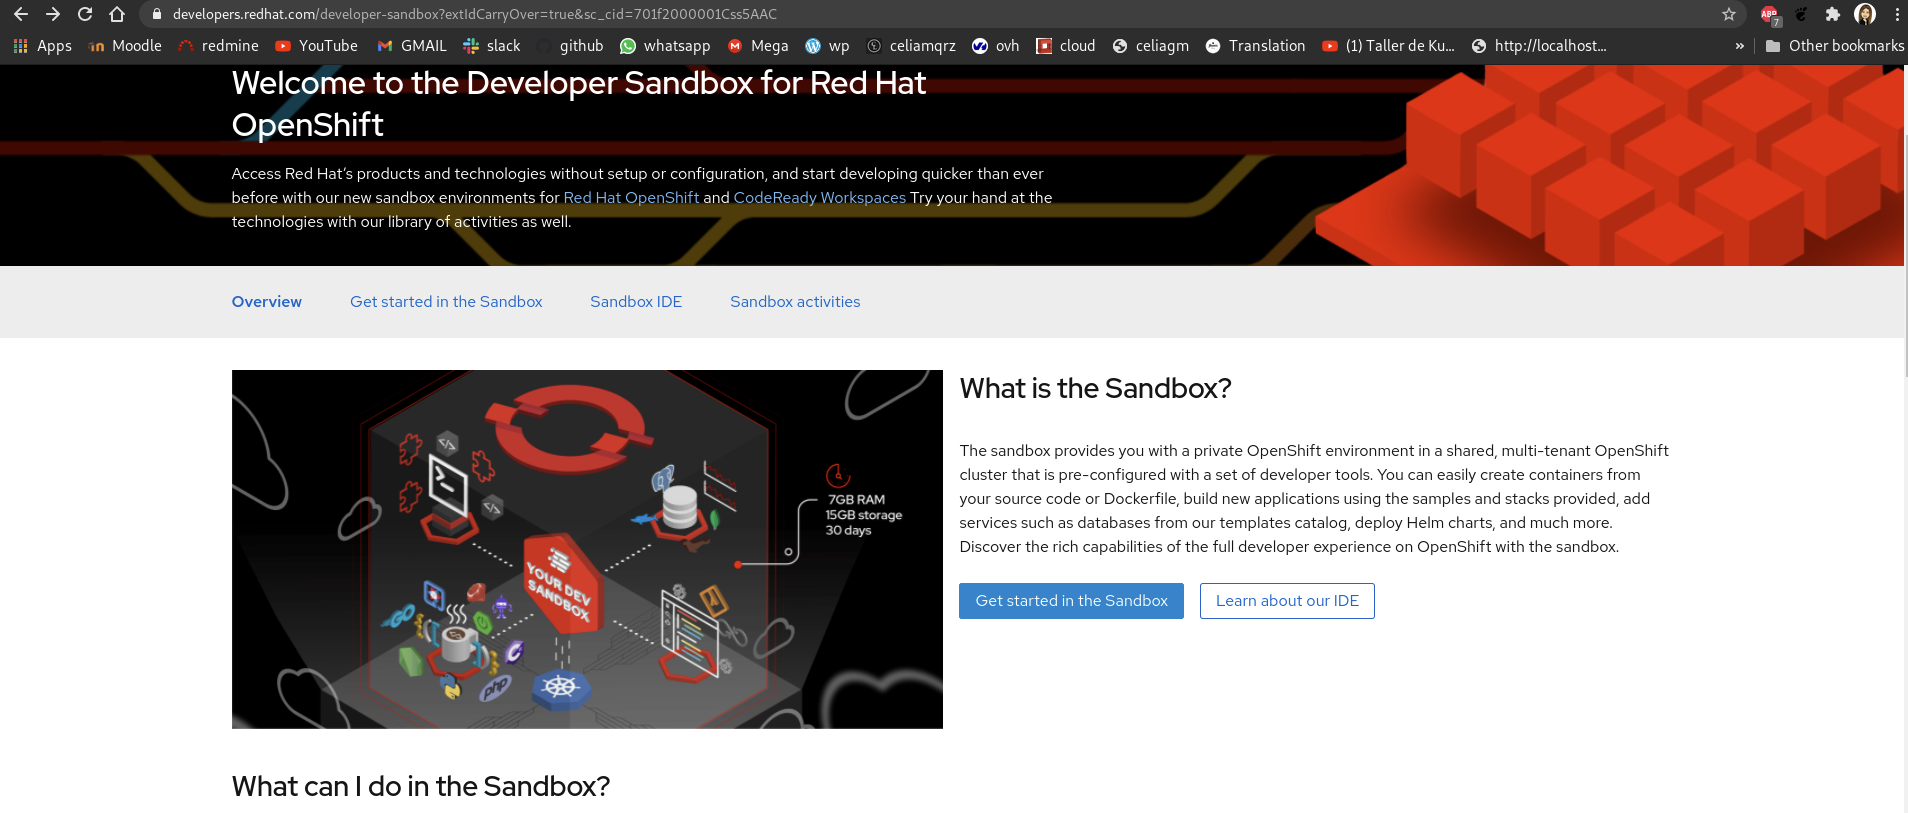 developers.redhat.com/developer-sandbox?extIdCarryOver=true&sc_cid=701f2000001Css5AAC
ABP
7
Apps Moodle redmine YouTube GMAIL slack github whatsapp Mega wp celiamqrz ovh cloud celiagm Translation (1) Taller de Ku... http://localhost... » Other bookmarks
Welcome to the Developer Sandbox for Red Hat
OpenShift
Access Red Hat’s products and technologies without setup or configuration, and start developing quicker than ever
before with our new sandbox environments for Red Hat OpenShift and CodeReady Workspaces Try your hand at the
technologies with our library of activities as well.
Overview Get started in the Sandbox Sandbox IDE Sandbox activities
7GB RAM
15GB storage
30 days
YOUR DEV
SANDBOX
php
What is the Sandbox?
The sandbox provides you with a private OpenShift environment in a shared, multi-tenant OpenShift
cluster that is pre-configured with a set of developer tools. You can easily create containers from
your source code or Dockerfile, build new applications using the samples and stacks provided, add
services such as databases from our templates catalog, deploy Helm charts, and much more.
Discover the rich capabilities of the full developer experience on OpenShift with the sandbox.
Get started in the Sandbox Learn about our IDE
What can I do in the Sandbox?